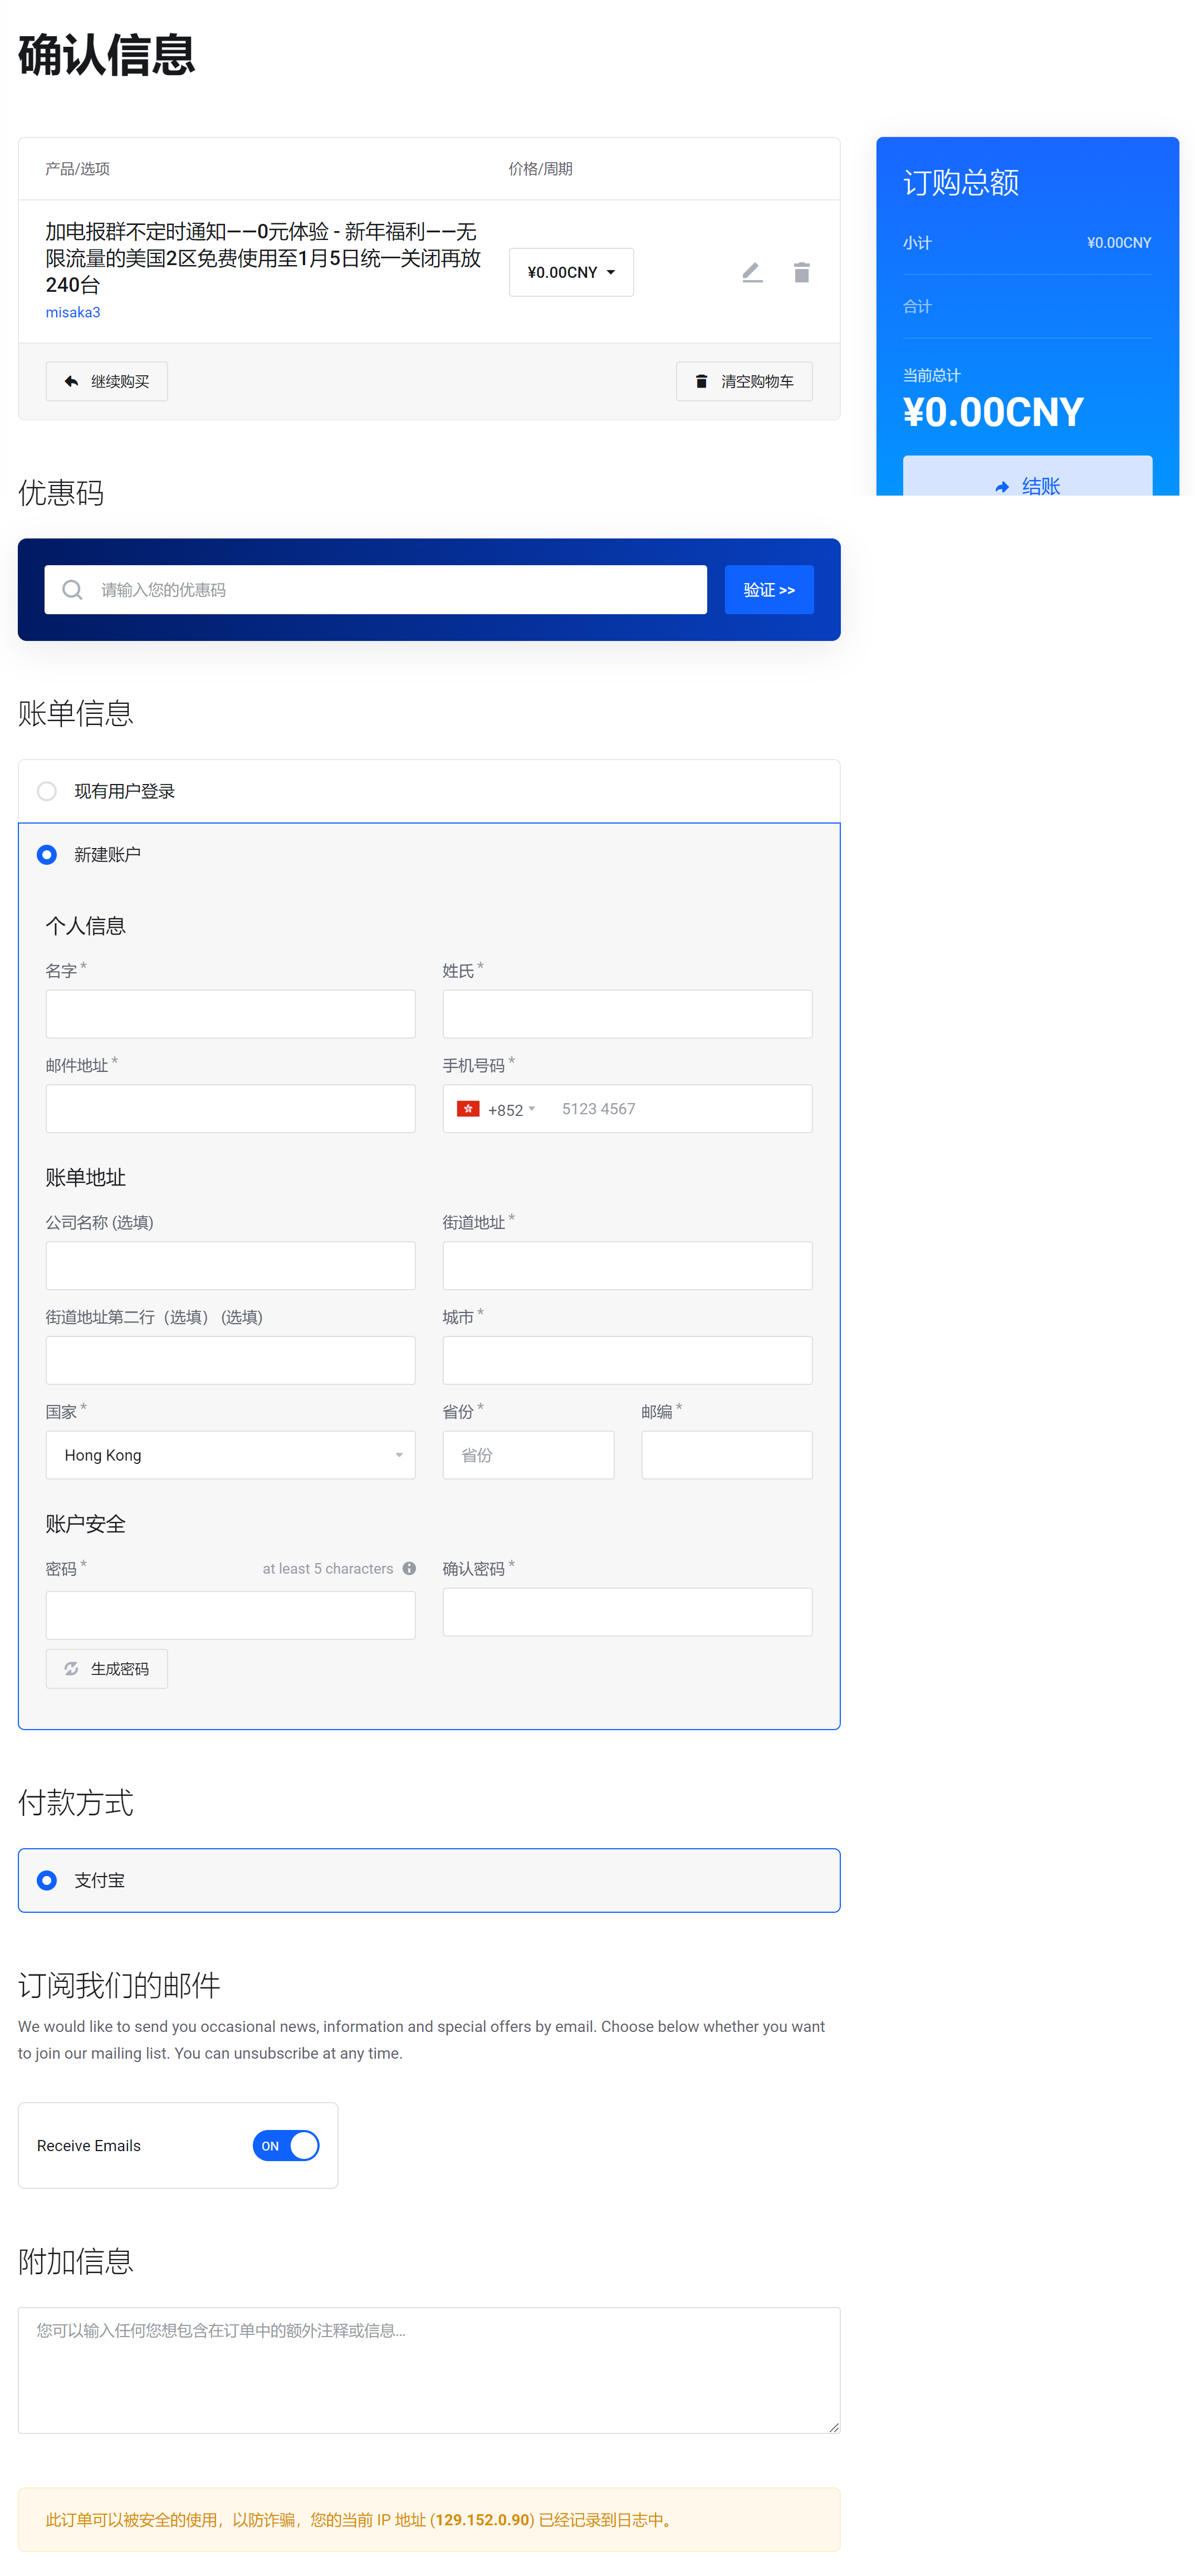 确认信息
产品/选项
价格/周期
加电报群不定时通知——0元体验 - 新年福利——无
限流量的美国2区免费使用至1月5日统一关闭再放
240台
misaka3
¥0.00CNY
继续购买
清空购物车
订购总额
小计
¥0.00CNY
合计
当前总计
¥0.00CNY
结账
优惠码
请输入您的优惠码
验证 >>
账单信息
现有用户登录
新建账户
个人信息
名字 *
姓氏 *
邮件地址 *
手机号码 *
+852
5123 4567
账单地址
公司名称 (选填)
街道地址 *
街道地址第二行（选填） (选填)
城市 *
国家 *
省份 *
邮编 *
Hong Kong
省份
账户安全
密码 *
at least 5 characters
确认密码 *
生成密码
付款方式
支付宝
订阅我们的邮件
We would like to send you occasional news, information and special offers by email. Choose below whether you want
to join our mailing list. You can unsubscribe at any time.
Receive Emails
ON
附加信息
您可以输入任何您想包含在订单中的额外注释或信息...
此订单可以被安全的使用，以防诈骗，您的当前 IP 地址 (129.152.0.90) 已经记录到日志中。